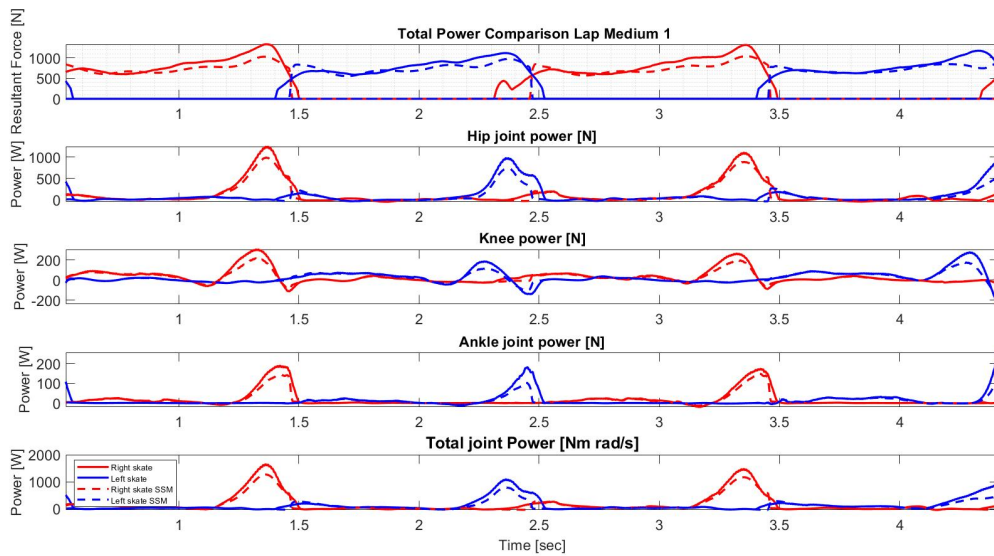 Total Power Comparison Lap Medium 1
Resultant Force [N]
1000
500
0
1 1.5 2 2.5 3 3.5 4
Hip joint power [N]
Power [W]
1000
500
0
1 1.5 2 2.5 3 3.5 4
Knee power [N]
Power [W]
200
0
-200
1 1.5 2 2.5 3 3.5 4
Ankle joint power [N]
Power [W]
200
100
0
1 1.5 2 2.5 3 3.5 4
Total joint Power [Nm rad/s]
Power [W]
2000
1000
0
Right skate
Left skate
Right skate SSM
Left skate SSM
1 1.5 2 2.5 3 3.5 4
Time [sec]